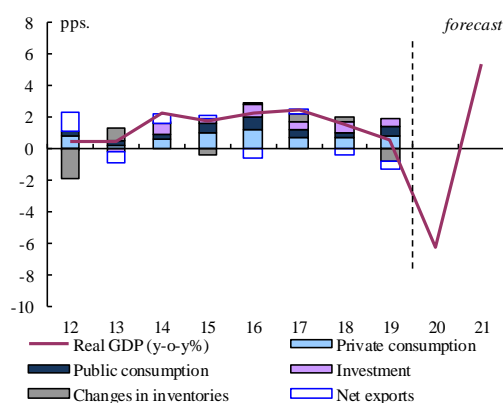 8
pps.
forecast
6
4
2
0
-2
-4
-6
-8
-10
12 13 14 15 16 17 18 19 20 21
Real GDP (y-o-y%) Private consumption
Public consumption Investment
Changes in inventories Net exports